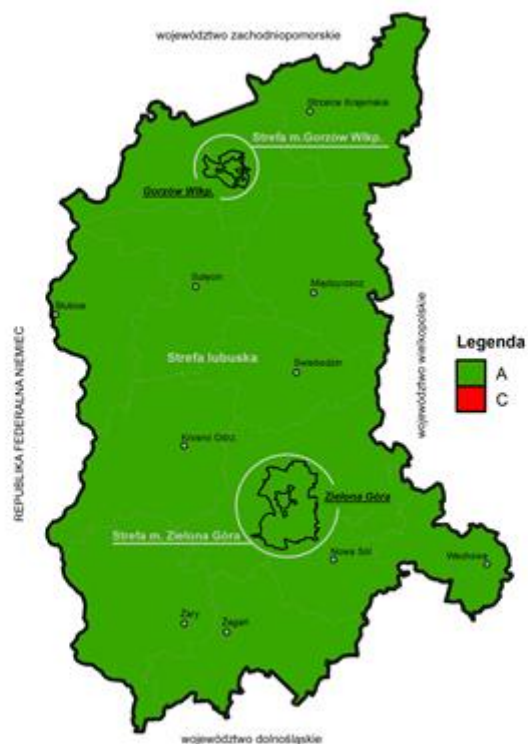 województwo zachodniopomorskie
Strzelce Krajeńskie
Strefa m.Gorzów Wlkp.
Gorzów Wlkp.
Sulęcin
Międzyrzecz
Słubice
REPUBLIKA FEDERALNA NIEMIEC
województwo wielkopolskie
Legenda
A
C
Strefa lubuska
Świebodzin
Krosno Odrz.
Zielona Góra
Strefa m. Zielona Góra
Nowa Sól
Wschowa
Żary
Żagań
województwo dolnośląskie